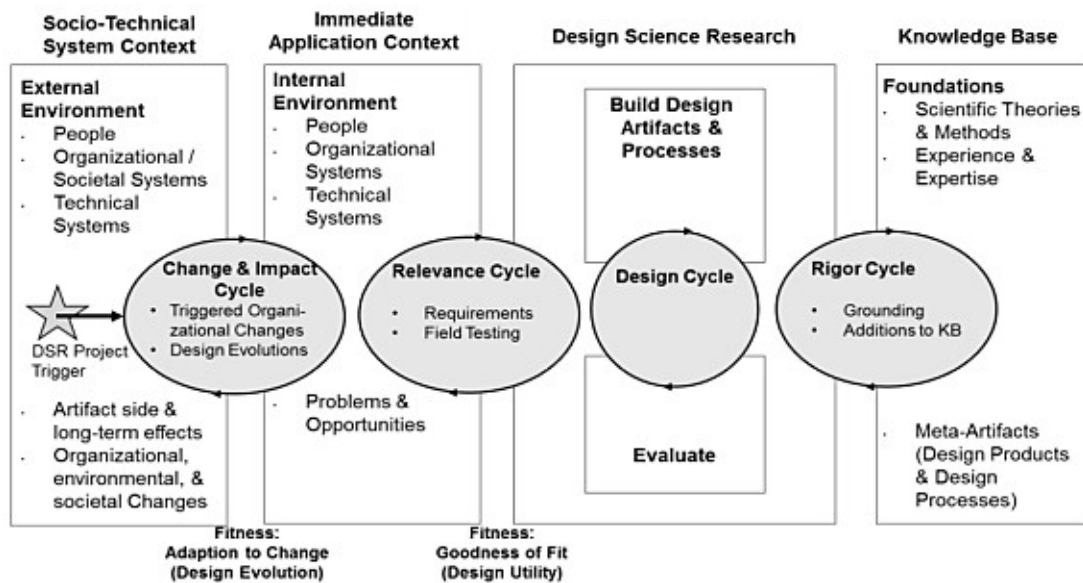 Socio-Technical
System Context
Immediate
Application Context
Design Science Research
Knowledge Base
External
Environment
· People
· Organizational /
Societal Systems
· Technical
Systems
Internal
Environment
· People
· Organizational
Systems
· Technical
Systems
Build Design
Artifacts &
Processes
Foundations
· Scientific Theories
& Methods
· Experience &
Expertise
DSR Project
Trigger
Change & Impact
Cycle
• Triggered Organi-
zational Changes
• Design Evolutions
Relevance Cycle
• Requirements
• Field Testing
Design Cycle
Rigor Cycle
• Grounding
• Additions to KB
· Artifact side &
long-term effects
· Organizational,
environmental, &
societal Changes
· Problems &
Opportunities
Evaluate
· Meta-Artifacts
(Design Products
& Design
Processes)
Fitness:
Adaption to Change
(Design Evolution)
Fitness:
Goodness of Fit
(Design Utility)